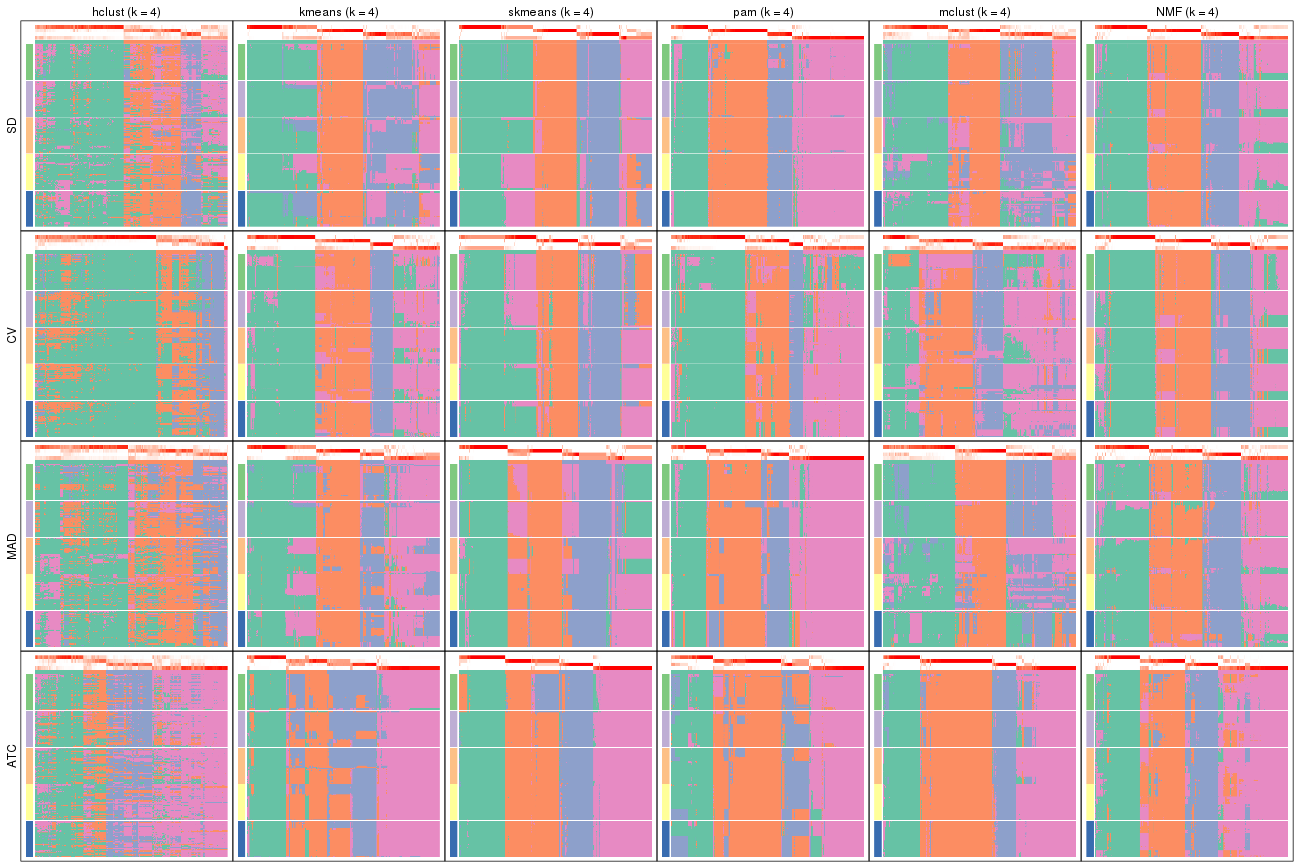 hclust (k = 4) kmeans (k = 4) skmeans (k = 4) pam (k = 4) mclust (k = 4) NMF (k = 4)
SD
CV
MAD
ATC